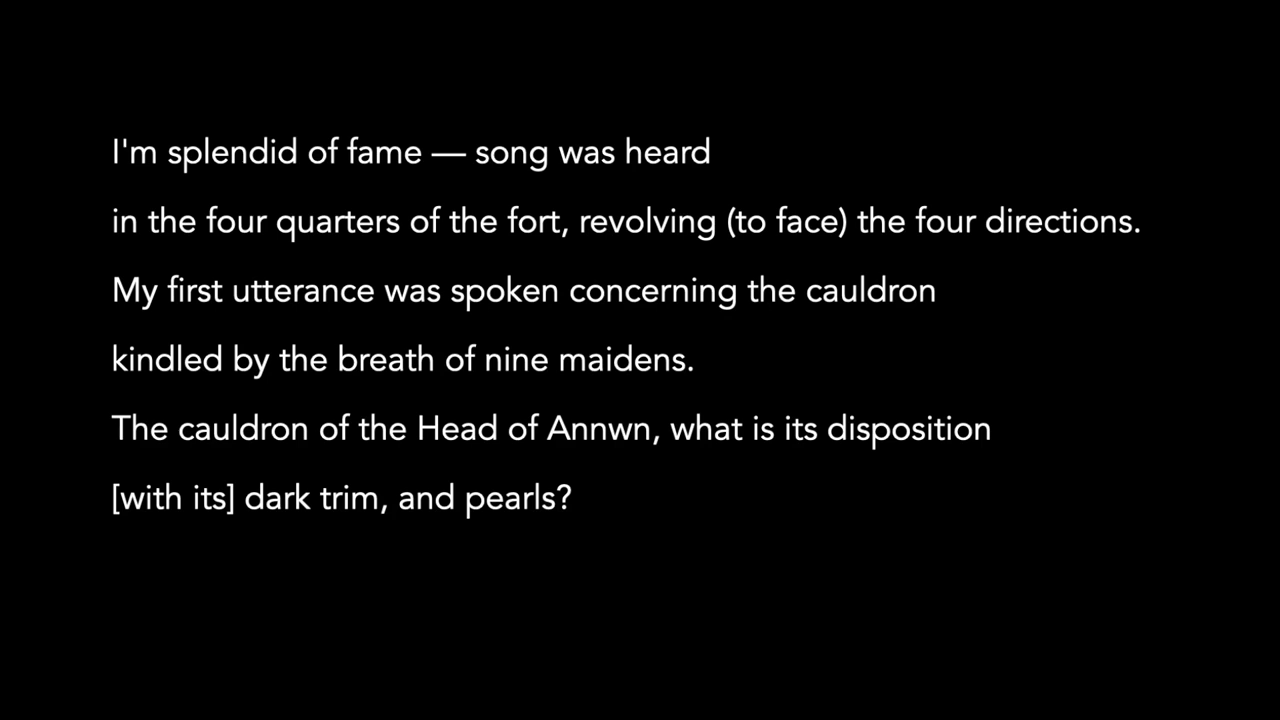 I'm splendid of fame — song was heard
in the four quarters of the fort, revolving (to face) the four directions.
My first utterance was spoken concerning the cauldron
kindled by the breath of nine maidens.
The cauldron of the Head of Annwn, what is its disposition
[with its] dark trim, and pearls?